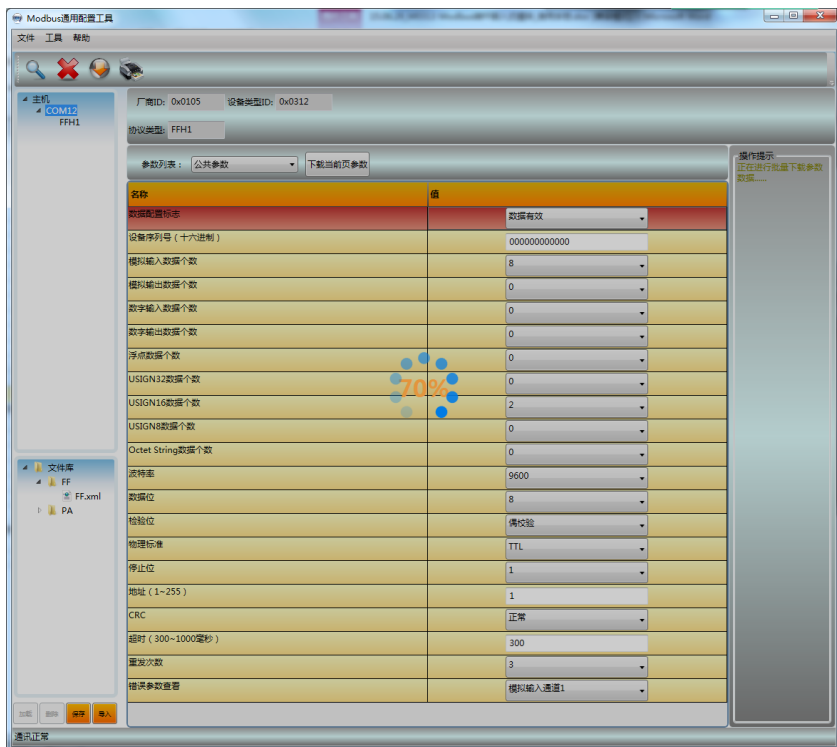 Modbus通用配置工具
文件 工具 帮助
主机
COM12
FFH1
厂商ID: 0x0105 设备类型ID: 0x0312
协议类型: FFH1
参数列表： 公共参数 下载当前页参数
名称 值
数据配置标志 数据有效
设备序列号（十六进制） 000000000000
模拟输入数据个数 8
模拟输出数据个数 0
数字输入数据个数 0
数字输出数据个数 0
浮点数据个数 0
USIGN32数据个数 0
70%
USIGN16数据个数 2
USIGN8数据个数 0
Octet String数据个数 0
波特率 9600
数据位 8
检验位 偶校验
物理标准 TTL
停止位 1
地址（1~255） 1
CRC 正常
超时（300~1000毫秒） 300
重发次数 3
错误参数查看 模拟输入通道1
操作提示
正在进行批量下载参数
数据......
文件库
FF
FF.xml
PA
加载 删除 保存 导入
通讯正常